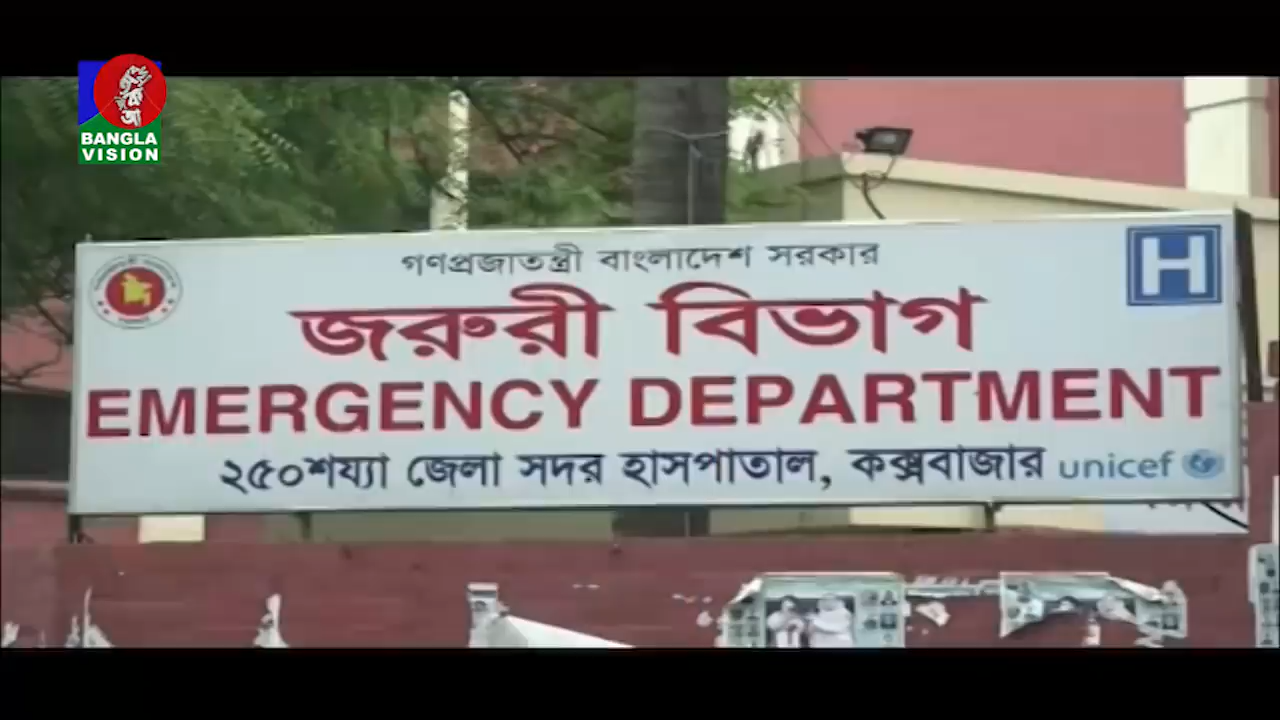 BANGLA
VISION
গণপ্রজাতন্ত্রী বাংলাদেশ সরকার
H
জরুরী বিভাগ
EMERGENCY DEPARTMENT
২৫০শয্যা জেলা সদর হাসপাতাল, কক্সবাজার unicef